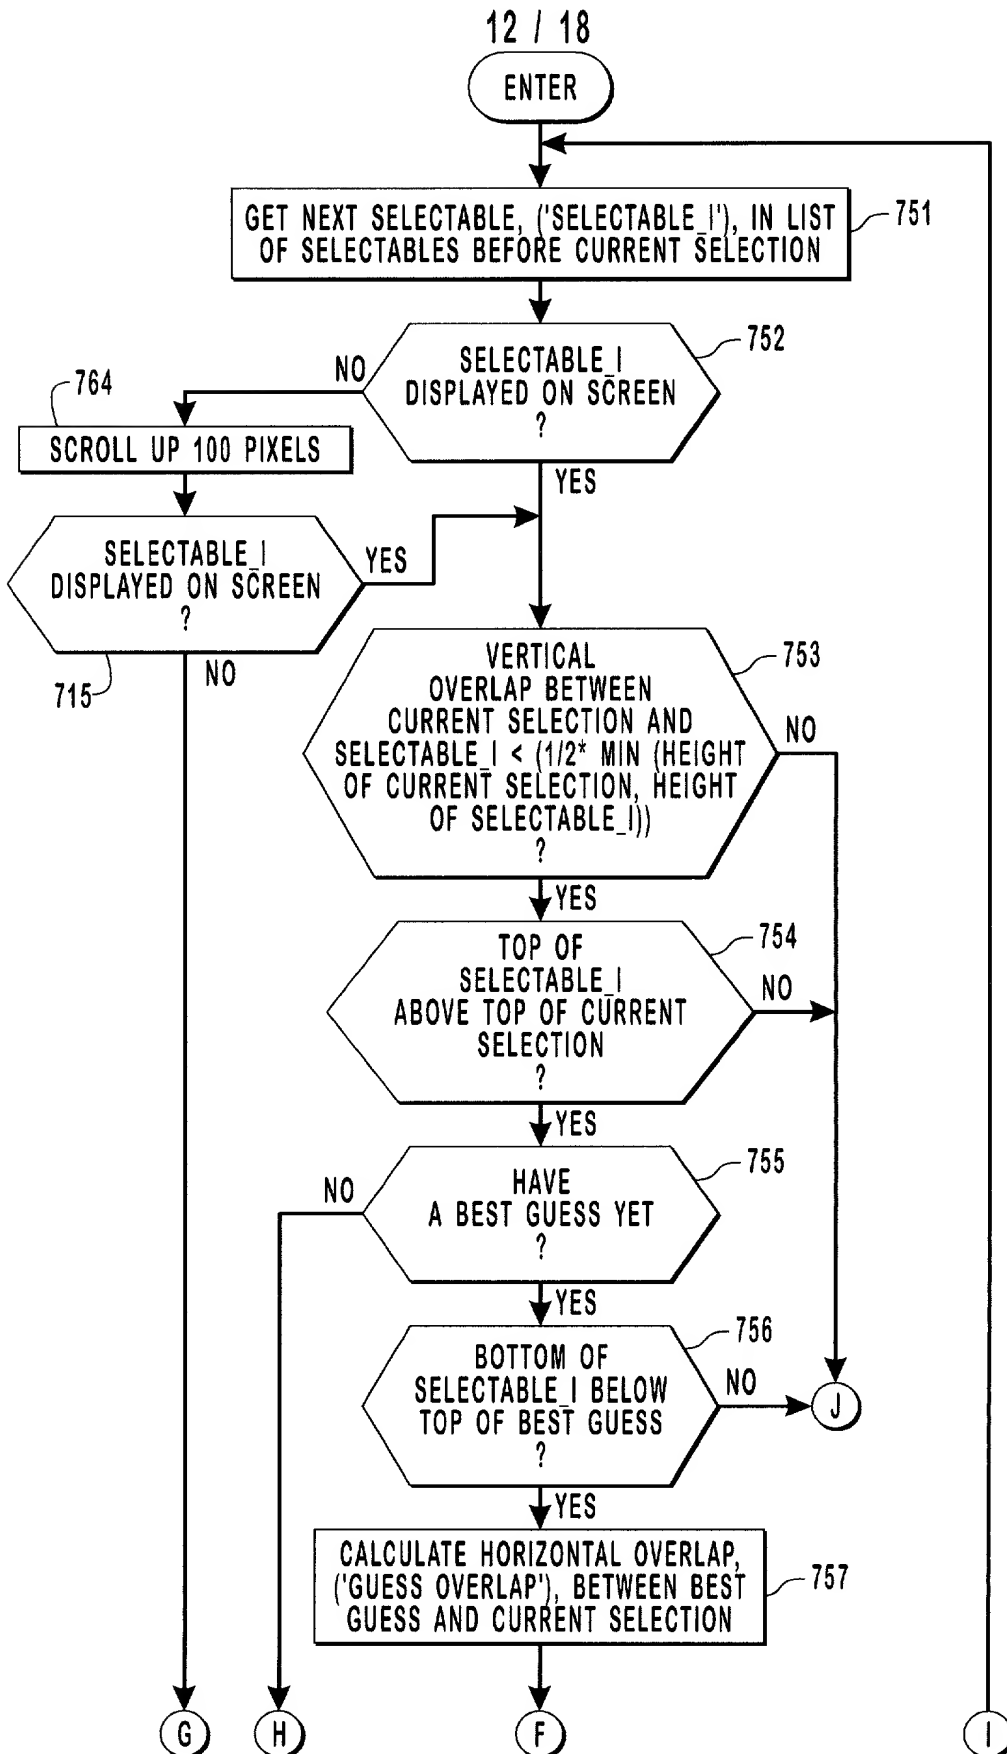 12 / 18
ENTER
GET NEXT SELECTABLE, ('SELECTABLE_I'), IN LIST
OF SELECTABLES BEFORE CURRENT SELECTION
751
SELECTABLE_I
DISPLAYED ON SCREEN
?
752
NO
YES
764
SCROLL UP 100 PIXELS
SELECTABLE_I
DISPLAYED ON SCREEN
?
YES
NO
715
VERTICAL
OVERLAP BETWEEN
CURRENT SELECTION AND
SELECTABLE_I < (1/2* MIN (HEIGHT
OF CURRENT SELECTION, HEIGHT
OF SELECTABLE_I))
?
753
NO
YES
TOP OF
SELECTABLE_I
ABOVE TOP OF CURRENT
SELECTION
?
754
NO
YES
HAVE
A BEST GUESS YET
?
755
NO
YES
BOTTOM OF
SELECTABLE_I BELOW
TOP OF BEST GUESS
?
756
NO
J
YES
CALCULATE HORIZONTAL OVERLAP,
('GUESS OVERLAP'), BETWEEN BEST
GUESS AND CURRENT SELECTION
757
G
H
F
I